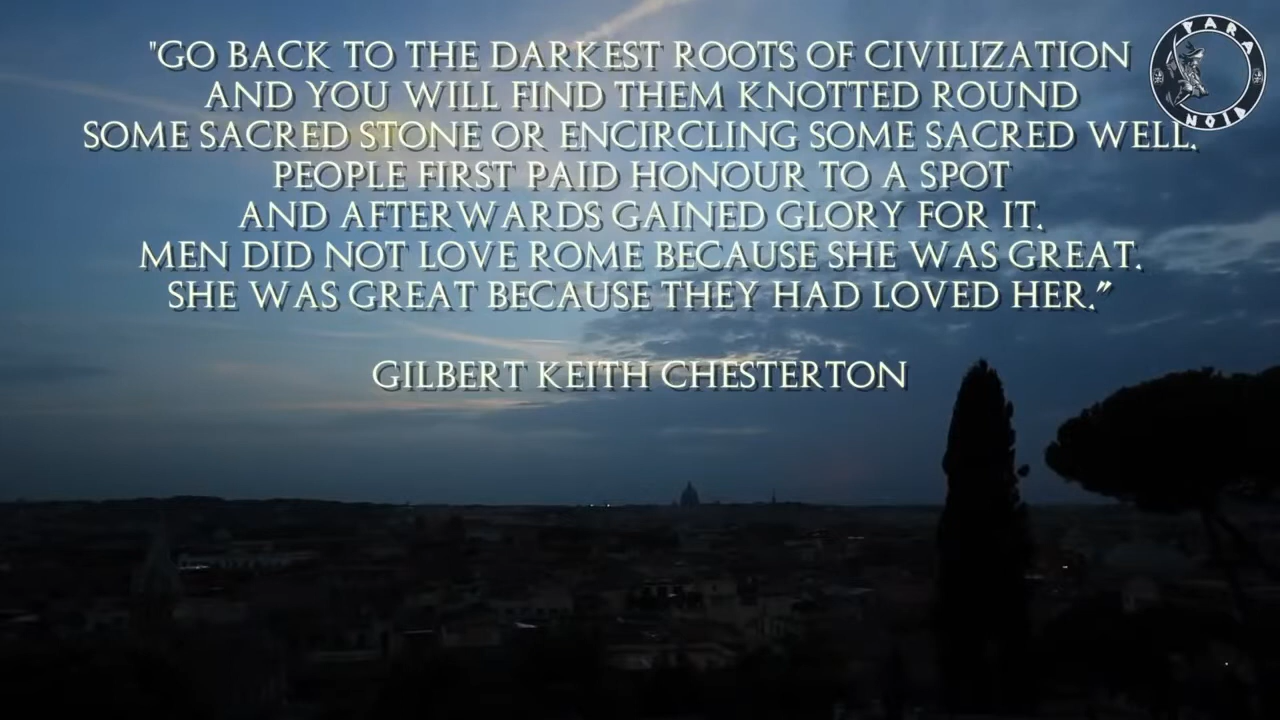 "GO BACK TO THE DARKEST ROOTS OF CIVILIZATION
AND YOU WILL FIND THEM KNOTTED ROUND
SOME SACRED STONE OR ENCIRCLING SOME SACRED WELL.
PEOPLE FIRST PAID HONOUR TO A SPOT
AND AFTERWARDS GAINED GLORY FOR IT.
MEN DID NOT LOVE ROME BECAUSE SHE WAS GREAT.
SHE WAS GREAT BECAUSE THEY HAD LOVED HER."
GILBERT KEITH CHESTERTON
PARA
NOID